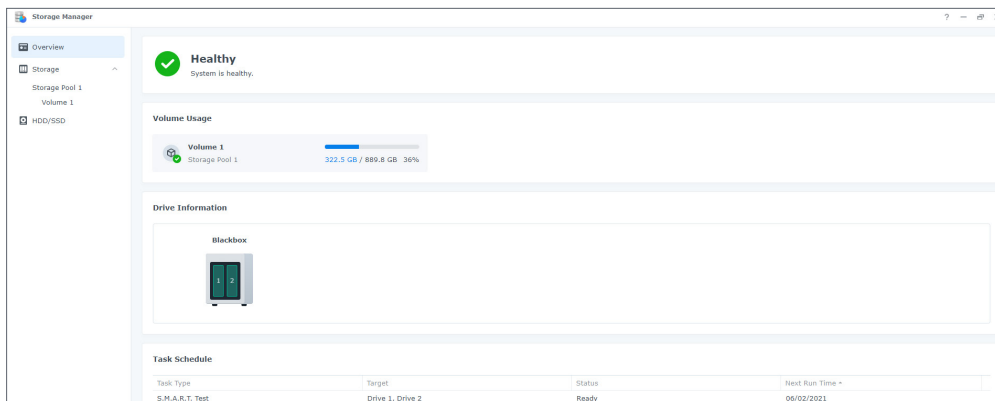 Storage Manager
Overview
Storage
Storage Pool 1
Volume 1
HDD/SSD
Healthy
System is healthy.
Volume Usage
Volume 1
Storage Pool 1
322.5 GB / 889.8 GB 36%
Drive Information
Blackbox
1 2
Task Schedule
Task Type Target Status Next Run Time
S.M.A.R.T. Test Drive 1, Drive 2 Ready 06/02/2021